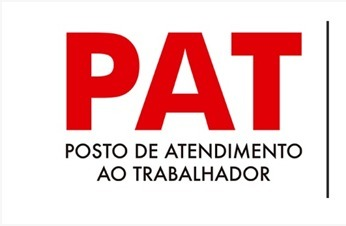 PAT
POSTO DE ATENDIMENTO
AO TRABALHADOR